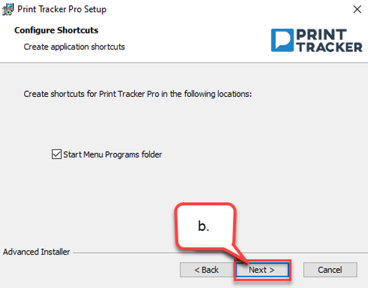 Print Tracker Pro Setup
Configure Shortcuts
Create application shortcuts
PRINT
TRACKER
Create shortcuts for Print Tracker Pro in the following locations:
Start Menu Programs folder
b.
Advanced Installer
< Back
Next >
Cancel